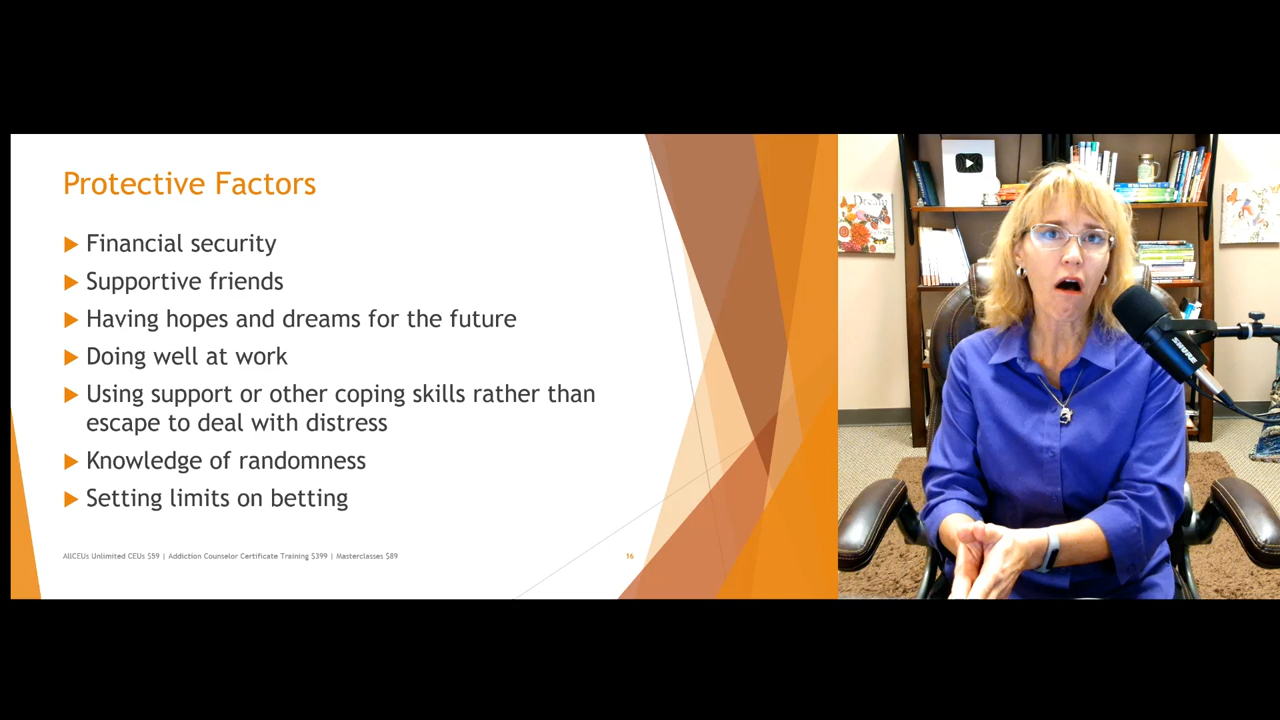 Protective Factors
Financial security
Supportive friends
Having hopes and dreams for the future
Doing well at work
Using support or other coping skills rather than
escape to deal with distress
Knowledge of randomness
Setting limits on betting
AllCEUs Unlimited CEUs $59 | Addiction Counselor Certificate Training $399 | Masterclasses $89
16
Dream
SHURE